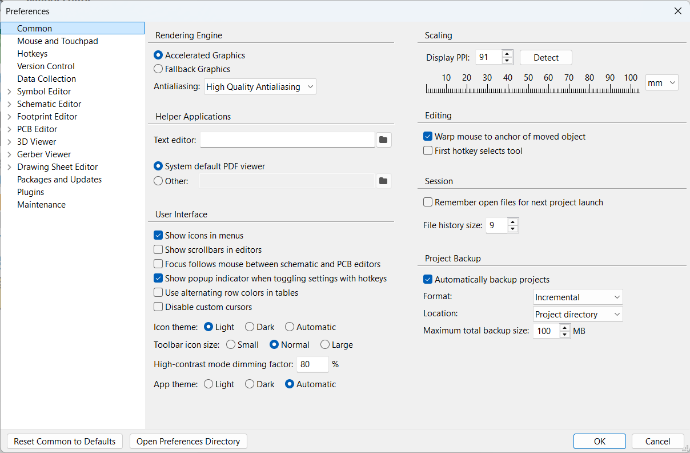 Preferences
Common
Mouse and Touchpad
Hotkeys
Version Control
Data Collection
Symbol Editor
Schematic Editor
Footprint Editor
PCB Editor
3D Viewer
Gerber Viewer
Drawing Sheet Editor
Packages and Updates
Plugins
Maintenance
Rendering Engine
Accelerated Graphics
Fallback Graphics
Antialiasing: High Quality Antialiasing
Helper Applications
Text editor:
System default PDF viewer
Other:
User Interface
Show icons in menus
Show scrollbars in editors
Focus follows mouse between schematic and PCB editors
Show popup indicator when toggling settings with hotkeys
Use alternating row colors in tables
Disable custom cursors
Icon theme: Light Dark Automatic
Toolbar icon size: Small Normal Large
High-contrast mode dimming factor: 80 %
App theme: Light Dark Automatic
Scaling
Display PPI: 91 Detect
10 20 30 40 50 60 70 80 90 100 mm
Editing
Warp mouse to anchor of moved object
First hotkey selects tool
Session
Remember open files for next project launch
File history size: 9
Project Backup
Automatically backup projects
Format: Incremental
Location: Project directory
Maximum total backup size: 100 MB
Reset Common to Defaults Open Preferences Directory OK Cancel